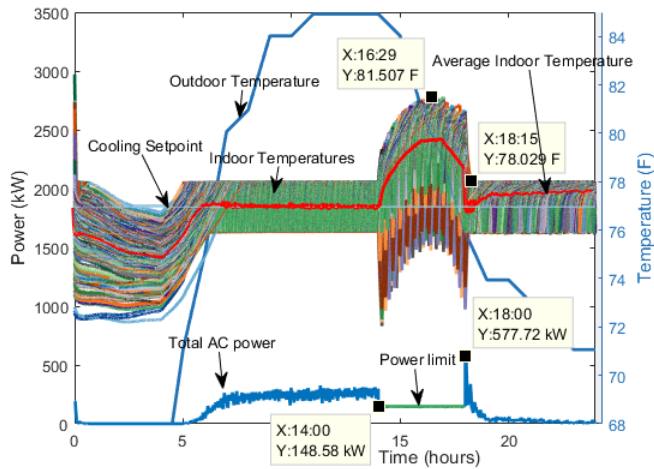 3500
3000
2500
2000
1500
1000
500
0
Power (kW)
Outdoor Temperature
X:16:29
Y:81.507 F
Average Indoor Temperature
Cooling Setpoint
Indoor Temperatures
X:18:15
Y:78.029 F
X:18:00
Y:577.72 kW
Total AC power
Power limit
X:14:00
Y:148.58 kW
0
5
10
15
20
Time (hours)
84
82
80
78
76
74
72
70
68
Temperature (F)